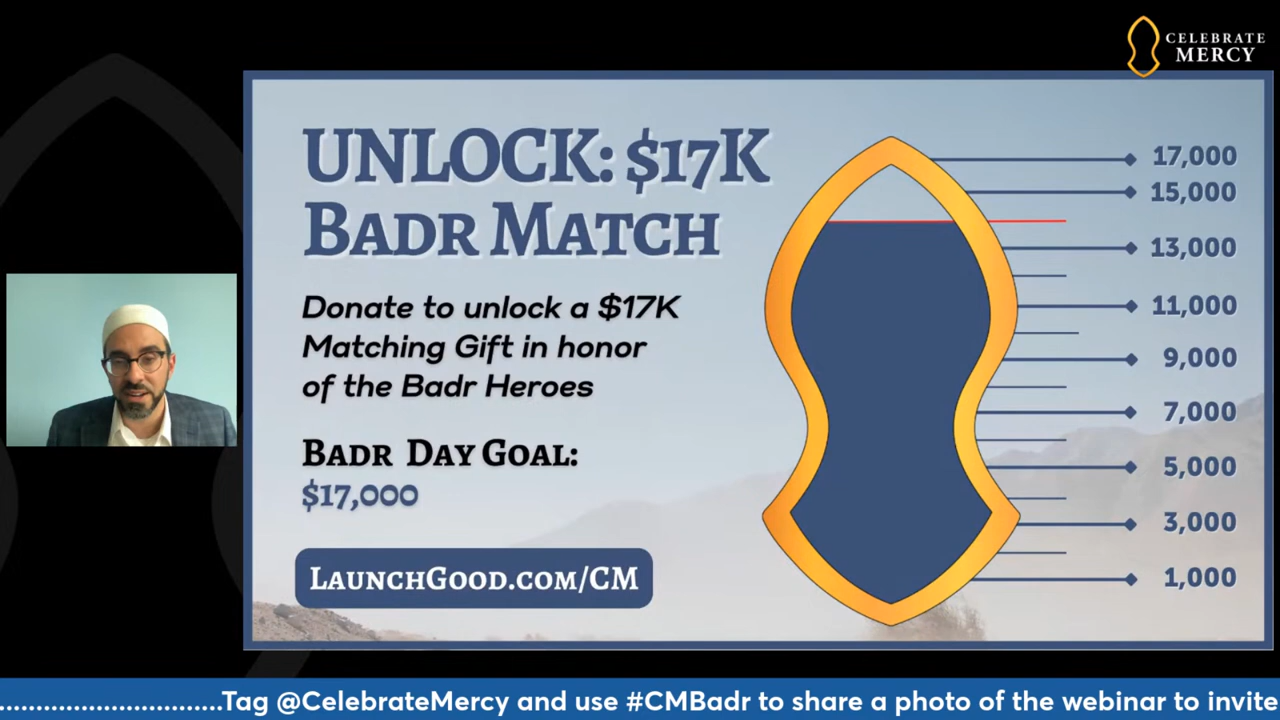 CELEBRATE
MERCY
UNLOCK: $17K
BADR MATCH
Donate to unlock a $17K
Matching Gift in honor
of the Badr Heroes
BADR DAY GOAL:
$17,000
LAUNCHGOOD.COM/CM
17,000
15,000
13,000
11,000
9,000
7,000
5,000
3,000
1,000
..............................Tag @CelebrateMercy and use #CMBadr to share a photo of the webinar to invite